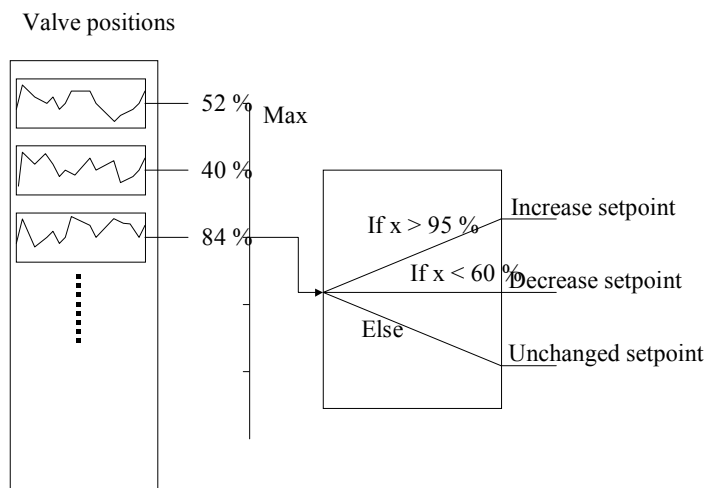 Valve positions
52 %
Max
40 %
84 %
If x > 95 %
Increase setpoint
If x < 60 %
Decrease setpoint
Else
Unchanged setpoint